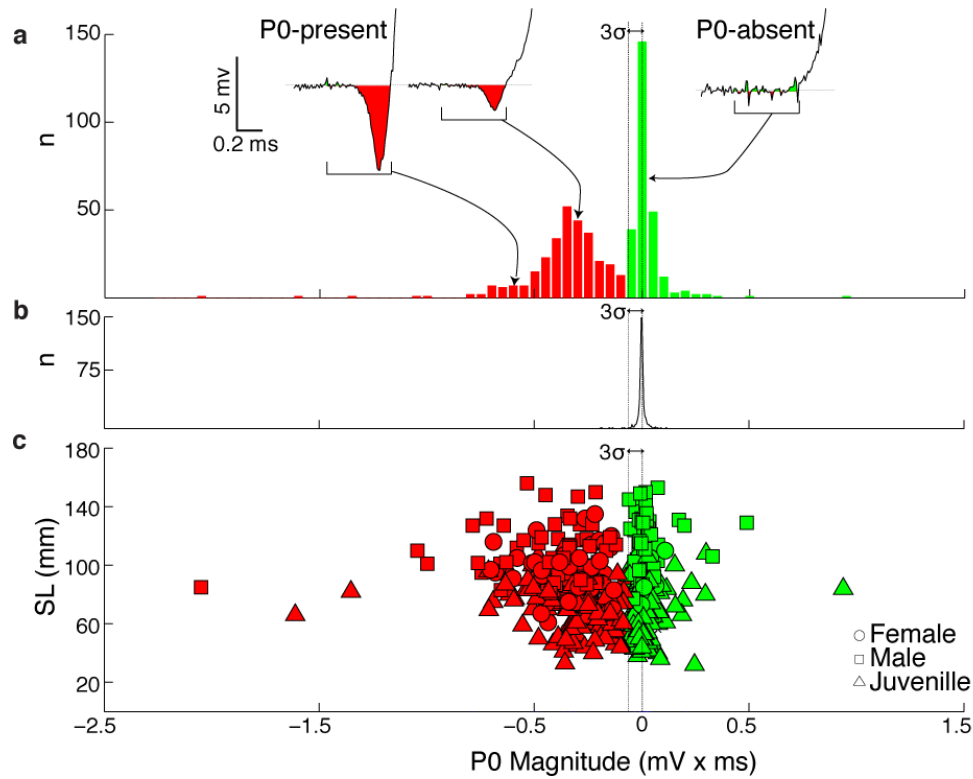 a
150
100
50
n
P0-present
3σ
P0-absent
5 mv
0.2 ms
b
150
75
n
3σ
c
180
140
100
60
20
SL (mm)
3σ
Female
Male
Juvenille
−2.5
−1.5
−0.5
0
0.5
1.5
P0 Magnitude (mV x ms)